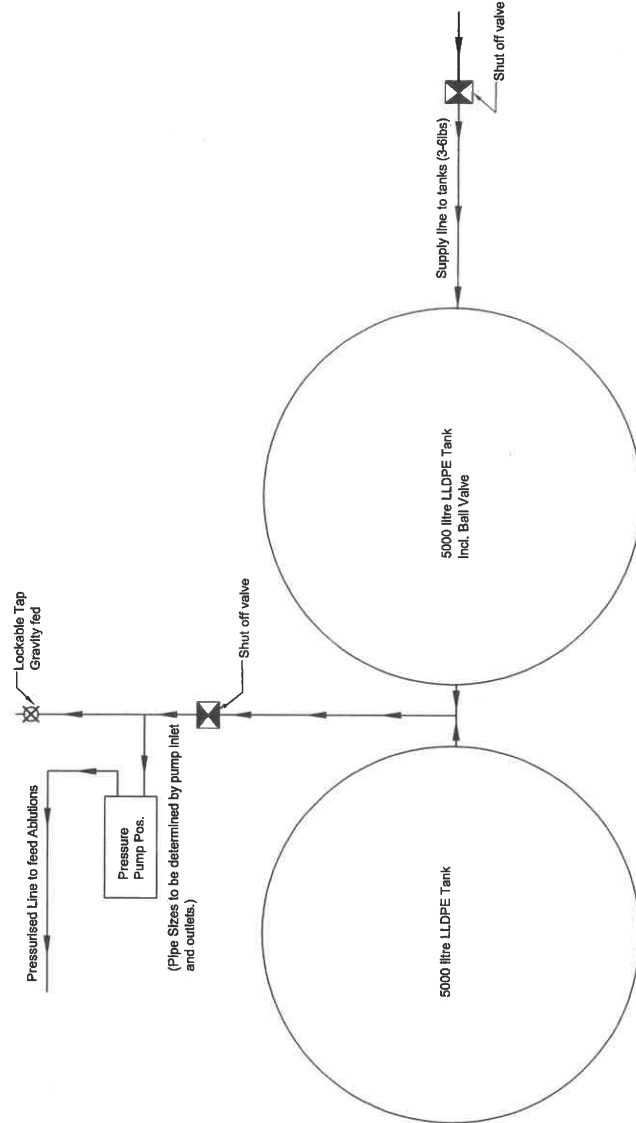 Shut off valve
Supply line to tanks (3-6lbs)
5000 litre LLDPE Tank
Incl. Ball Valve
Lockable Tap
Gravity fed
Shut off valve
Pressurised Line to feed Ablutions
Pressure
Pump Pos.
(Pipe Sizes to be determined by pump inlet
and outlets.)
5000 litre LLDPE Tank